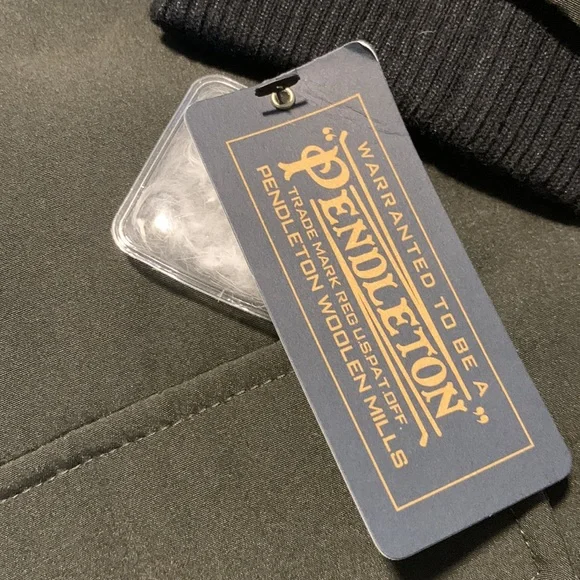 WARRANTED TO BE A
"PENDLETON"
TRADE MARK REG U.S.PAT.OFF.
PENDLETON WOOLEN MILLS